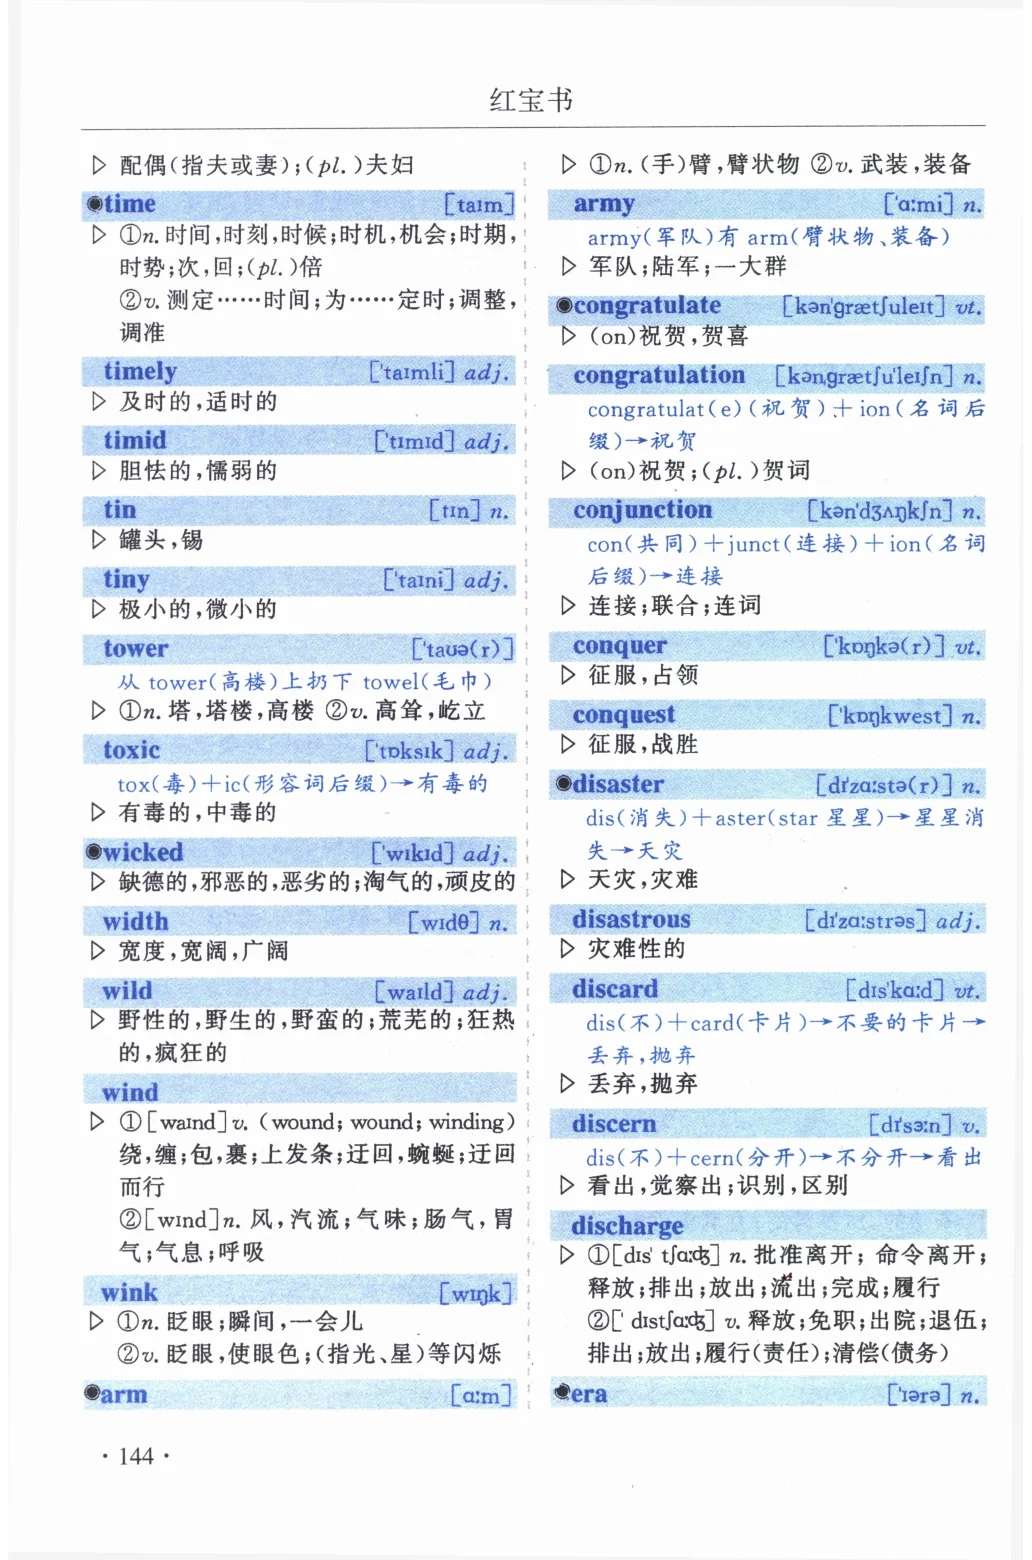 红宝书
▷ 配偶(指夫或妻);(pl.)夫妇
◉time [taɪm]
▷ ①n.时间,时刻,时候;时机,机会;时期,
时势;次,回;(pl.)倍
②v.测定……时间;为……定时;调整,
调准
timely ['taɪmli] adj.
▷ 及时的,适时的
timid ['tɪmɪd] adj.
▷ 胆怯的,懦弱的
tin [tɪn] n.
▷ 罐头,锡
tiny ['taɪni] adj.
▷ 极小的,微小的
tower ['taʊə(r)]
从 tower(高楼)上扔下 towel(毛巾)
▷ ①n.塔,塔楼,高楼 ②v.高耸,屹立
toxic ['tɒksɪk] adj.
tox(毒)+ic(形容词后缀)→有毒的
▷ 有毒的,中毒的
◉wicked ['wɪkɪd] adj.
▷ 缺德的,邪恶的,恶劣的;淘气的,顽皮的
width [wɪdθ] n.
▷ 宽度,宽阔,广阔
wild [waɪld] adj.
▷ 野性的,野生的,野蛮的;荒芜的;狂热
的,疯狂的
wind
▷ ①[waɪnd]v. (wound; wound; winding)
绕,缠;包,裹;上发条;迂回,蜿蜒;迂回
而行
②[wɪnd]n. 风,汽流;气味;肠气,胃
气;气息;呼吸
wink [wɪŋk]
▷ ①n.眨眼;瞬间,一会儿
②v.眨眼,使眼色;(指光、星)等闪烁
◉arm [ɑːm]
▷ ①n.(手)臂,臂状物 ②v.武装,装备
army ['ɑːmi] n.
army(军队)有 arm(臂状物、装备)
▷ 军队;陆军;一大群
◉congratulate [kən'ɡrætʃuleɪt] vt.
▷ (on)祝贺,贺喜
congratulation [kənˌɡrætʃu'leɪʃn] n.
congratulat(e)(祝贺)+ion(名词后
缀)→祝贺
▷ (on)祝贺;(pl.)贺词
conjunction [kən'dʒʌŋkʃn] n.
con(共同)+junct(连接)+ion(名词
后缀)→连接
▷ 连接;联合;连词
conquer ['kɒŋkə(r)] vt.
▷ 征服,占领
conquest ['kɒŋkwest] n.
▷ 征服,战胜
◉disaster [dɪ'zɑːstə(r)] n.
dis(消失)+aster(star 星星)→星星消
失→天灾
▷ 天灾,灾难
disastrous [dɪ'zɑːstrəs] adj.
▷ 灾难性的
discard [dɪs'kɑːd] vt.
dis(不)+card(卡片)→不要的卡片→
丢弃,抛弃
▷ 丢弃,抛弃
discern [dɪ'sɜːn] v.
dis(不)+cern(分开)→不分开→看出
▷ 看出,觉察出;识别,区别
discharge
▷ ①[dɪs' tʃɑːʤ] n.批准离开; 命令离开;
释放;排出;放出;流出;完成;履行
②[' dɪstʃɑːʤ] v.释放;免职;出院;退伍;
排出;放出;履行(责任);清偿(债务)
◉era ['ɪərə] n.
·144·